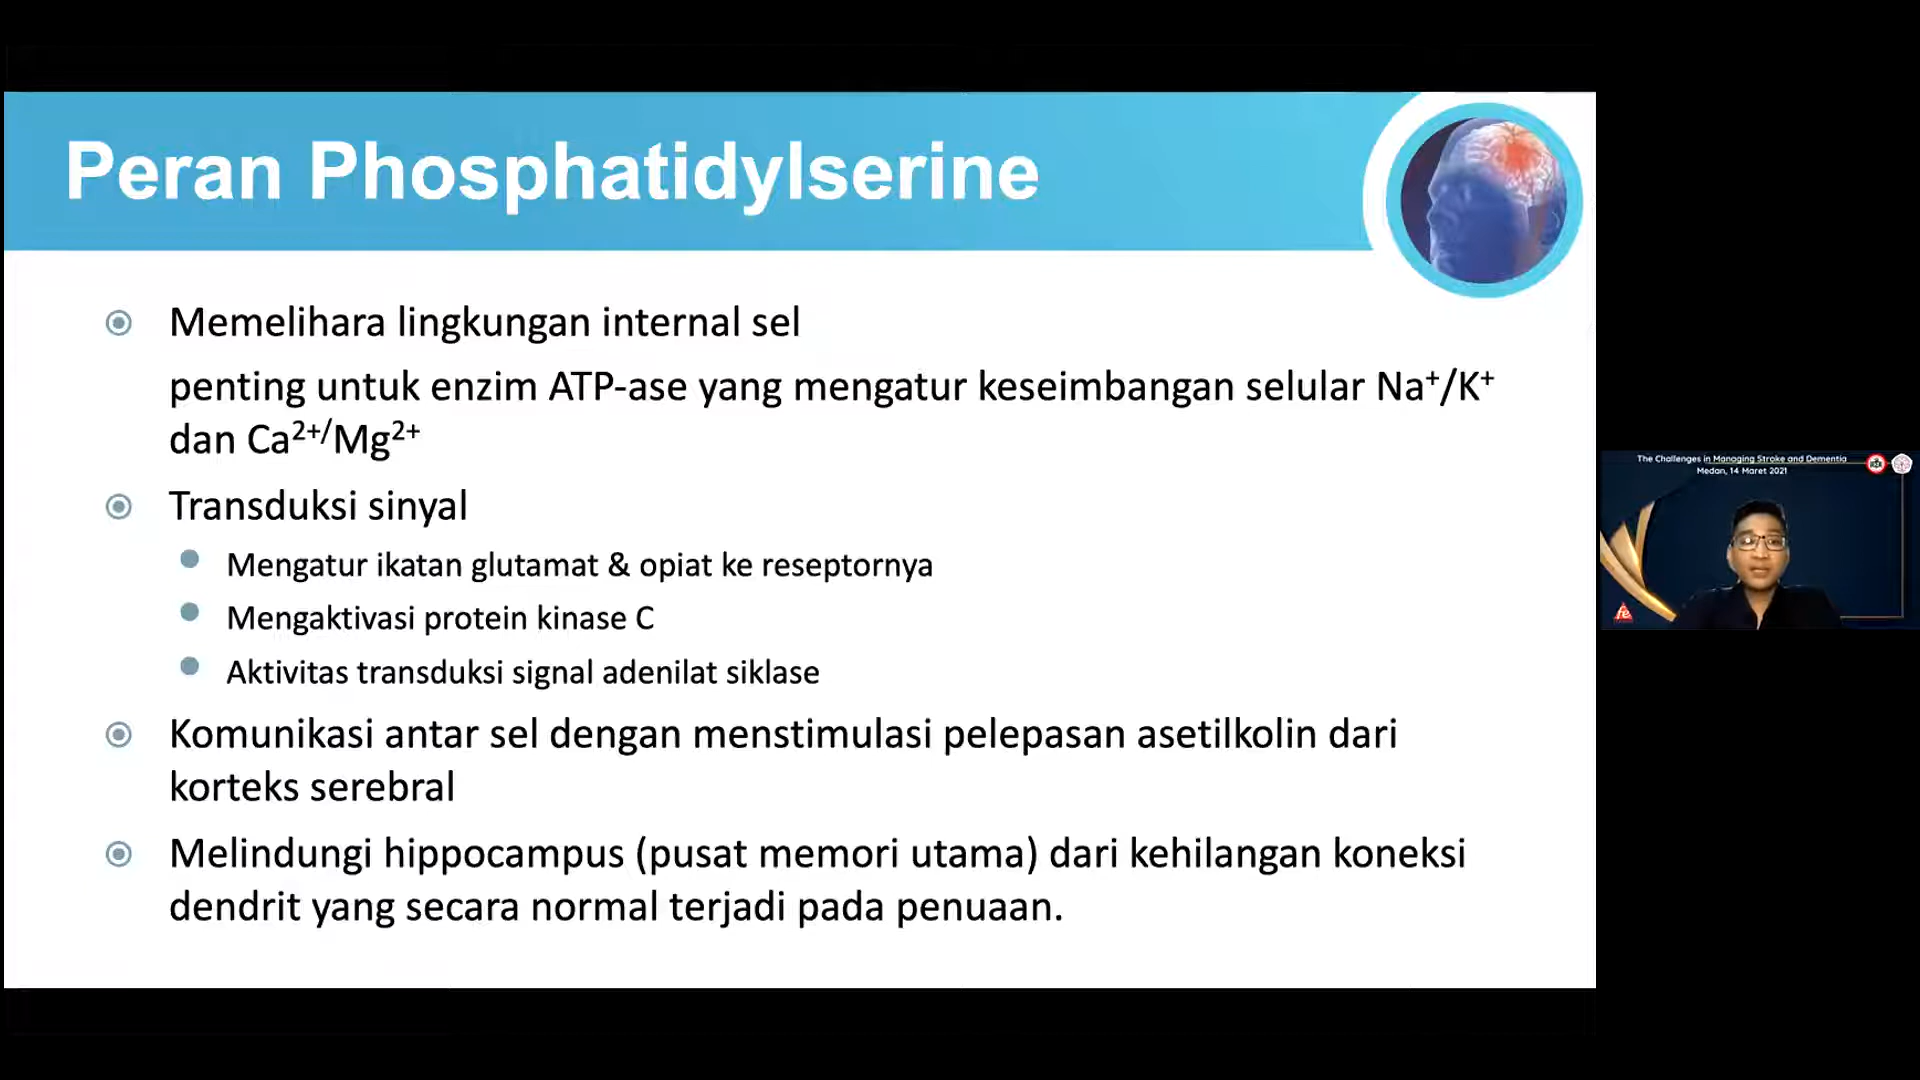 Peran Phosphatidylserine
Memelihara lingkungan internal sel
penting untuk enzim ATP-ase yang mengatur keseimbangan selular Na⁺/K⁺
dan Ca²⁺/Mg²⁺
Transduksi sinyal
Mengatur ikatan glutamat & opiat ke reseptornya
Mengaktivasi protein kinase C
Aktivitas transduksi signal adenilat siklase
Komunikasi antar sel dengan menstimulasi pelepasan asetilkolin dari
korteks serebral
Melindungi hippocampus (pusat memori utama) dari kehilangan koneksi
dendrit yang secara normal terjadi pada penuaan.
The Challenges in Managing Stroke and Dementia
Medan, 14 Maret 2021